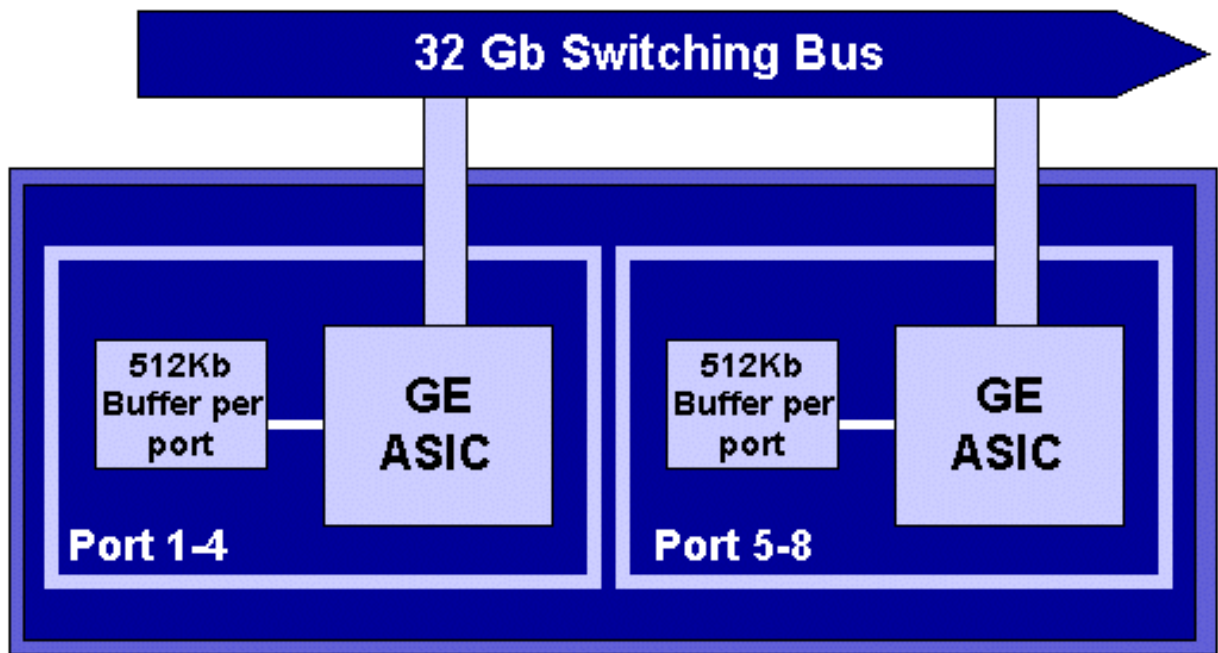 32 Gb Switching Bus
512Kb
Buffer per
port
GE
ASIC
Port 1-4
512Kb
Buffer per
port
GE
ASIC
Port 5-8